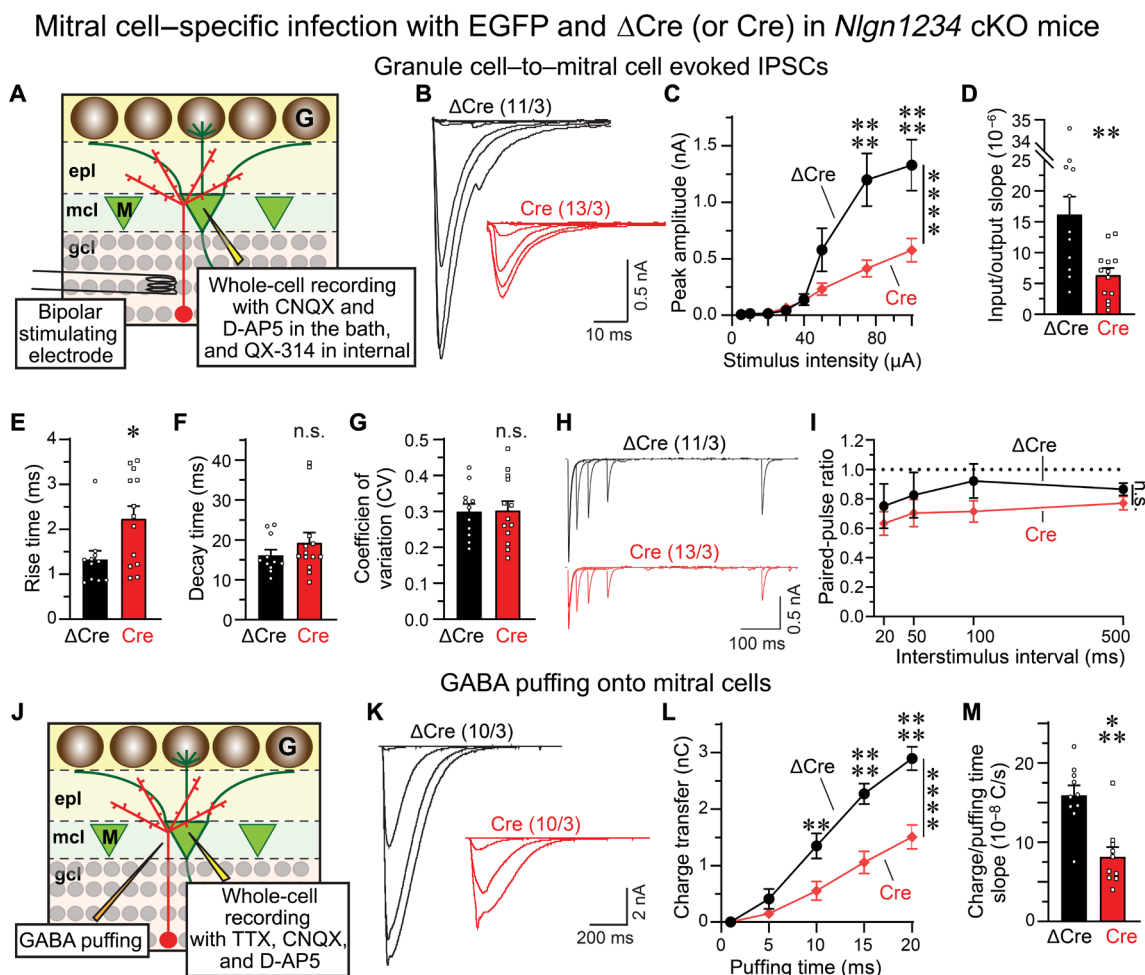 Mitral cell–specific infection with EGFP and ΔCre (or Cre) in Nlgn1234 cKO mice
Granule cell–to–mitral cell evoked IPSCs
A
G
epl
mcl
M
gcl
Bipolar
stimulating
electrode
Whole-cell recording
with CNQX and
D-AP5 in the bath,
and QX-314 in internal
B
ΔCre (11/3)
Cre (13/3)
0.5 nA
10 ms
C
Peak amplitude (nA)
1.5
1.0
0.5
0.0
0
40
80
Stimulus intensity (μA)
ΔCre
Cre
**
**
**
**
****
D
Input/output slope (10⁻⁶)
35
30
25
20
15
10
5
0
**
ΔCre
Cre
E
Rise time (ms)
4
3
2
1
0
*
ΔCre
Cre
F
Decay time (ms)
40
30
20
10
0
n.s.
ΔCre
Cre
G
Coefficien of
variation (CV)
0.5
0.4
0.3
0.2
0.1
0.0
n.s.
ΔCre
Cre
H
ΔCre (11/3)
Cre (13/3)
0.5 nA
100 ms
I
Paired-pulse ratio
1.2
1.0
0.8
0.6
0.4
0.2
0.0
20
50
100
500
Interstimulus interval (ms)
ΔCre
Cre
n.s.
GABA puffing onto mitral cells
J
G
epl
mcl
M
gcl
GABA puffing
Whole-cell
recording
with TTX, CNQX,
and D-AP5
K
ΔCre (10/3)
Cre (10/3)
2 nA
200 ms
L
Charge transfer (nC)
3
2
1
0
0
5
10
15
20
Puffing time (ms)
ΔCre
Cre
**
**
**
**
**
****
M
Charge/puffing time
slope (10⁻⁸ C/s)
20
10
0
*
**
ΔCre
Cre